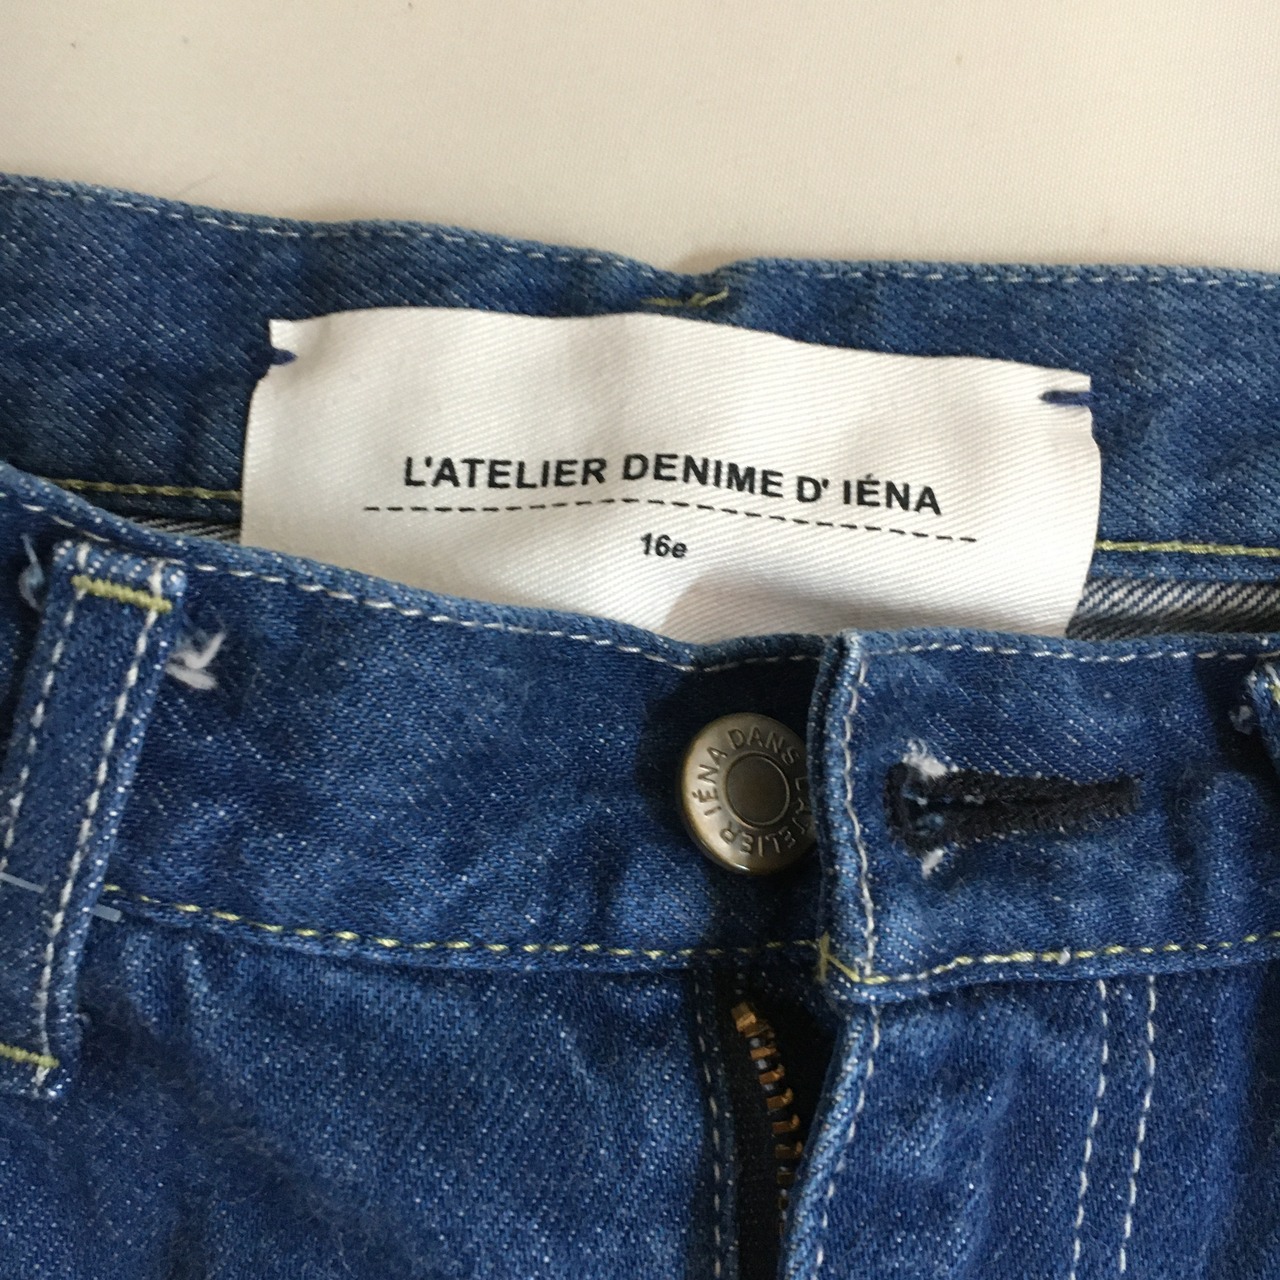 L'ATELIER DENIME D' IÉNA
16e
IÉNA DANS L'ATELIER